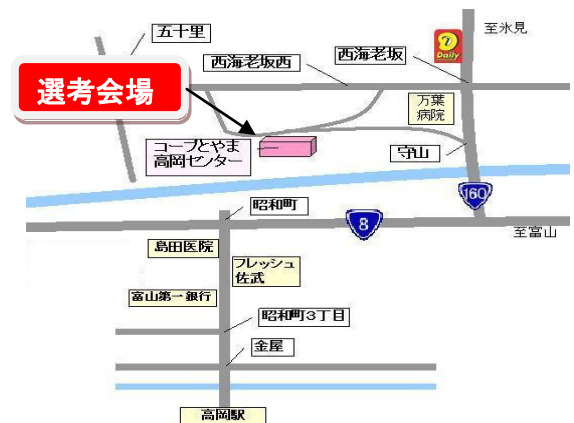 至氷見
五十里
西海老坂
西海老坂西
Daily
選考会場
万葉
病院
コープとやま
高岡センター
守山
160
昭和町
8
至富山
島田医院
フレッシュ
佐武
富山第一銀行
昭和町3丁目
金屋
高岡駅